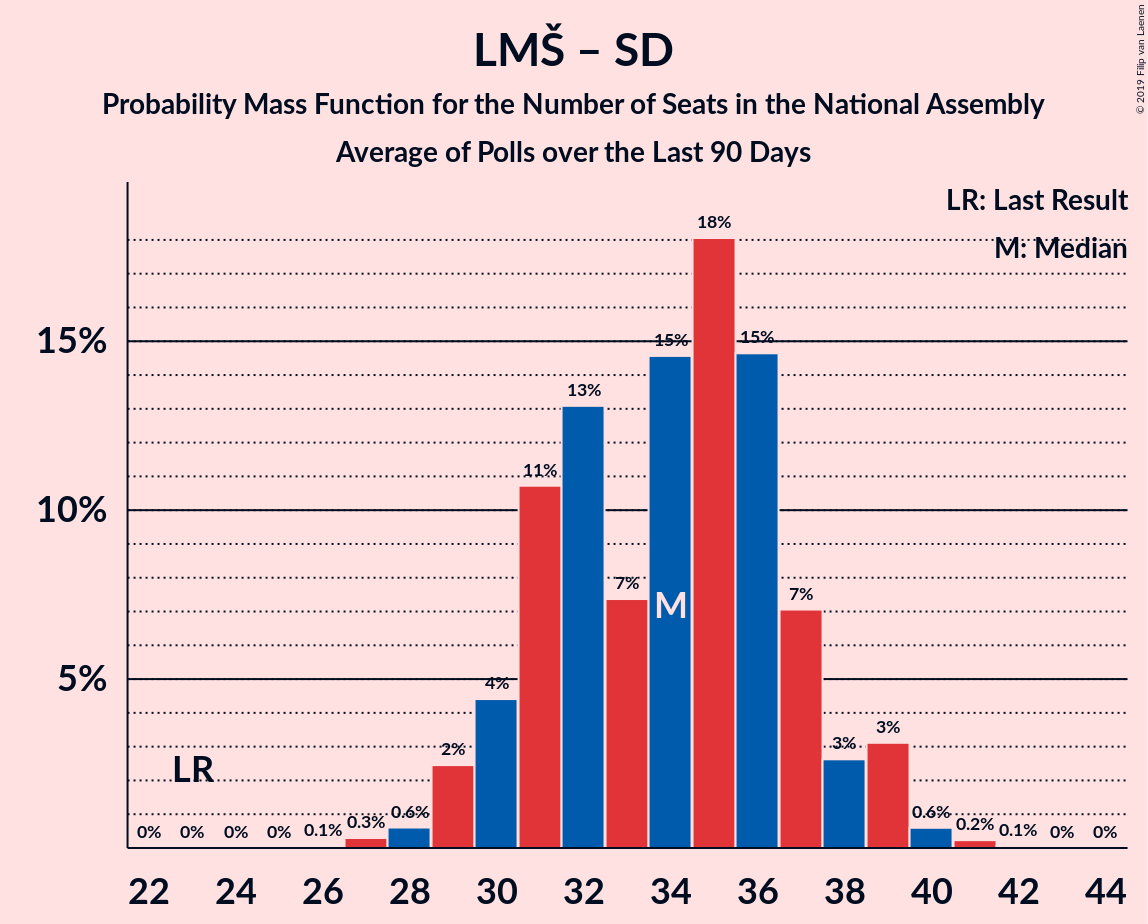 LMŠ – SD
Probability Mass Function for the Number of Seats in the National Assembly
Average of Polls over the Last 90 Days
© 2019 Filip van Laenen
LR: Last Result
M: Median
18%
15%
15%
15%
13%
11%
10%
7%
7%
M
5%
4%
3%
3%
2%
LR
0%
0%
0%
0%
0.1%
0.3%
0.6%
0.6%
0.2%
0.1%
0%
0%
22 24 26 28 30 32 34 36 38 40 42 44